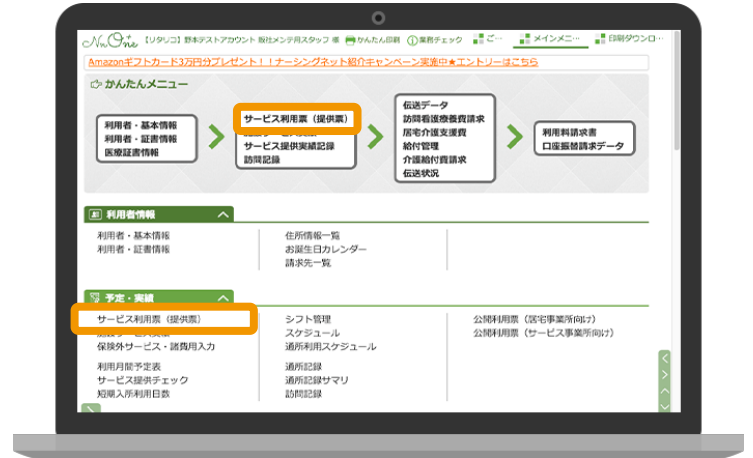 NnOne 【リタリコ】野本テストアカウント 販社メンテ用スタッフ 様 かんたん印刷 業務チェック ご… メインメニ… 印刷ダウンロ…
Amazonギフトカード3万円分プレゼント！！ナーシングネット紹介キャンペーン実施中★エントリーはこちら
かんたんメニュー
利用者・基本情報
利用者・証書情報
医療証書情報
サービス利用票（提供票）
サービス提供実績記録
訪問記録
伝送データ
訪問看護療養費請求
居宅介護支援費
給付管理
介護給付費請求
伝送状況
利用料請求書
口座振替請求データ
利用者情報
利用者・基本情報
利用者・証書情報
住所情報一覧
お誕生日カレンダー
請求先一覧
予定・実績
サービス利用票（提供票）
保険外サービス・諸費用入力
利用月間予定表
サービス提供チェック
短期入所利用日数
シフト管理
スケジュール
通所利用スケジュール
通所記録
通所記録サマリ
訪問記録
公開利用票（居宅事業所向け）
公開利用票（サービス事業所向け）